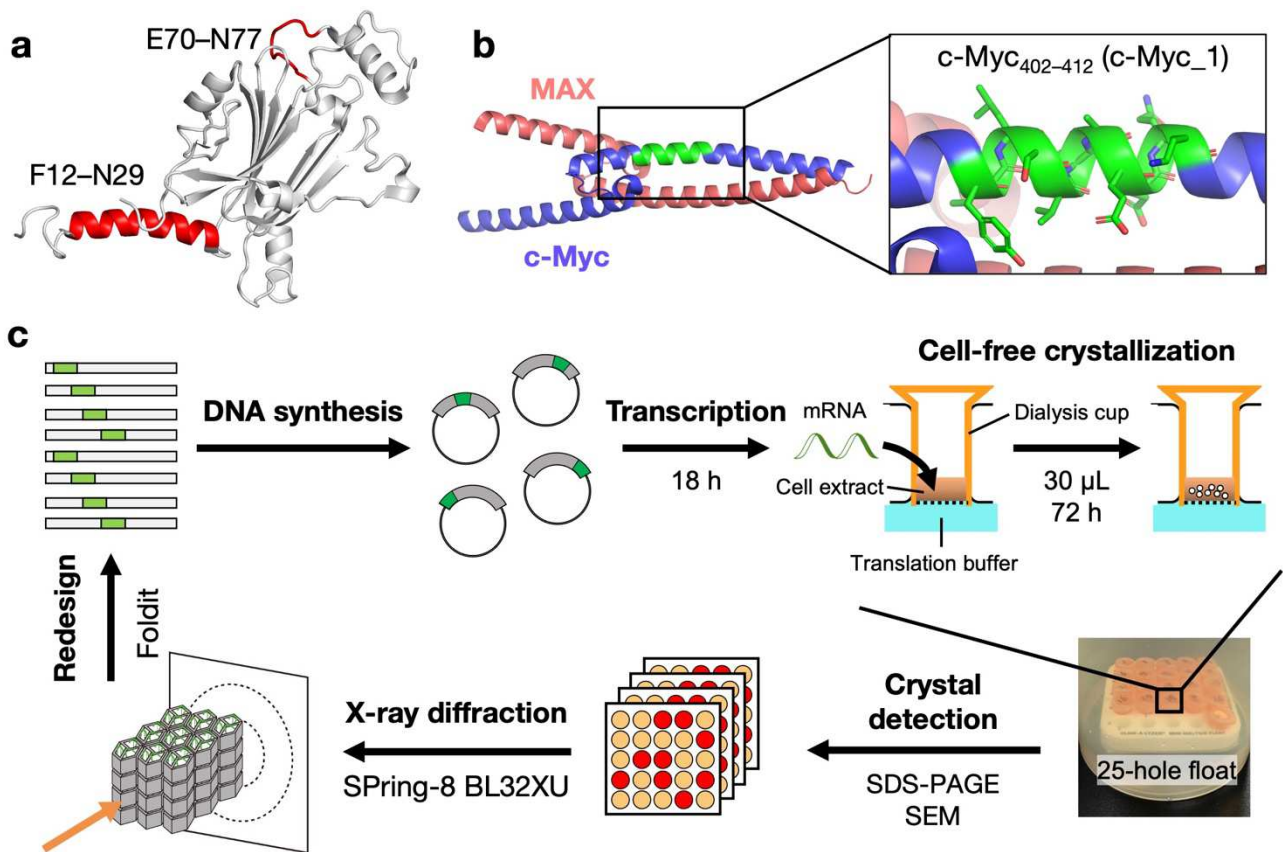 a
E70–N77
F12–N29
b
MAX
c-Myc
c-Myc402–412 (c-Myc_1)
c
DNA synthesis
Transcription
18 h
Cell-free crystallization
mRNA
Dialysis cup
Cell extract
30 µL
72 h
Translation buffer
Redesign
Foldit
X-ray diffraction
SPring-8 BL32XU
Crystal
detection
SDS-PAGE
SEM
25-hole float